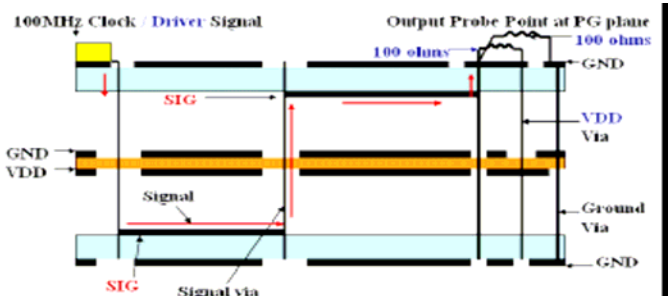 100MHz Clock / Driver Signal
Output Probe Point at PG plane
100 ohms
100 ohms
GND
SIG
VDD
Via
GND
VDD
Signal
Ground
Via
GND
SIG
Signal via